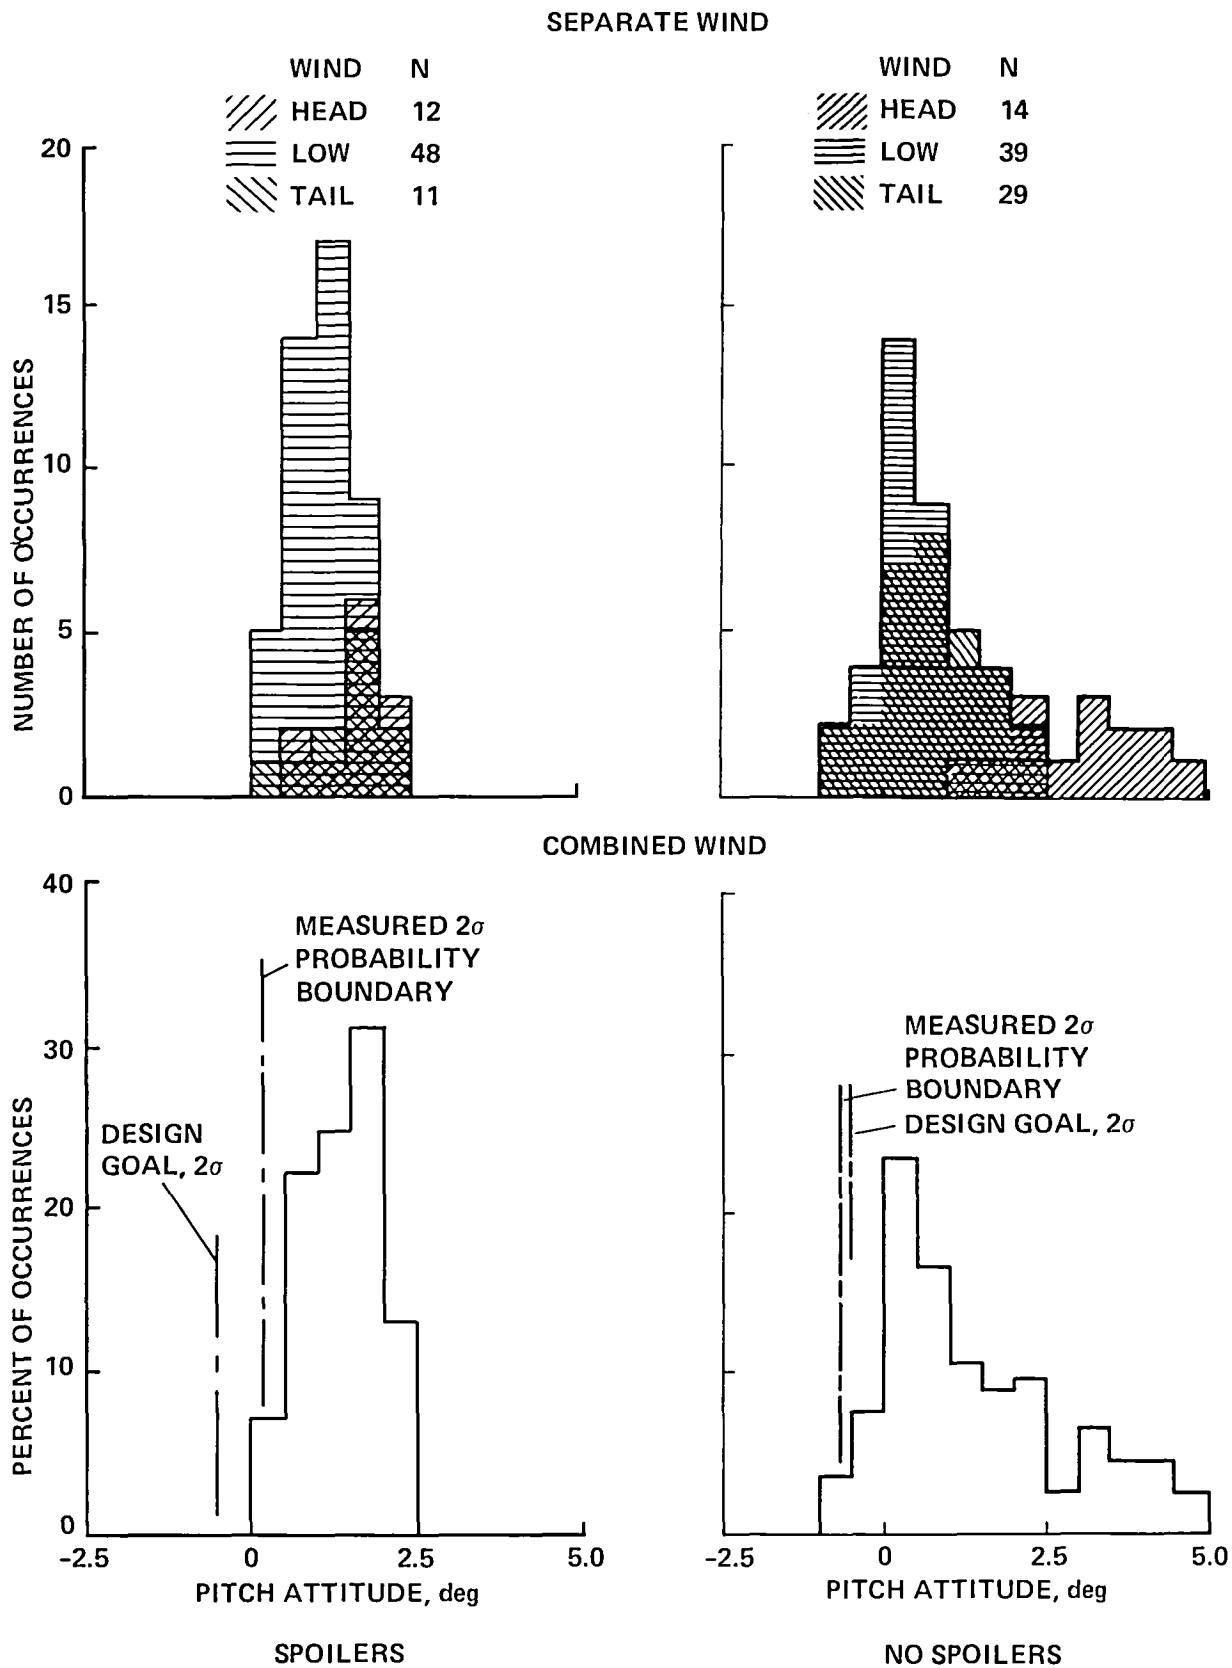 SEPARATE WIND
WIND N
HEAD 12
LOW 48
TAIL 11
WIND N
HEAD 14
LOW 39
TAIL 29
20
15
10
5
0
NUMBER OF OCCURRENCES
COMBINED WIND
40
30
20
10
0
PERCENT OF OCCURRENCES
MEASURED 2σ
PROBABILITY
BOUNDARY
DESIGN
GOAL, 2σ
MEASURED 2σ
PROBABILITY
BOUNDARY
DESIGN GOAL, 2σ
-2.5 0 2.5 5.0
PITCH ATTITUDE, deg
SPOILERS
-2.5 0 2.5 5.0
PITCH ATTITUDE, deg
NO SPOILERS